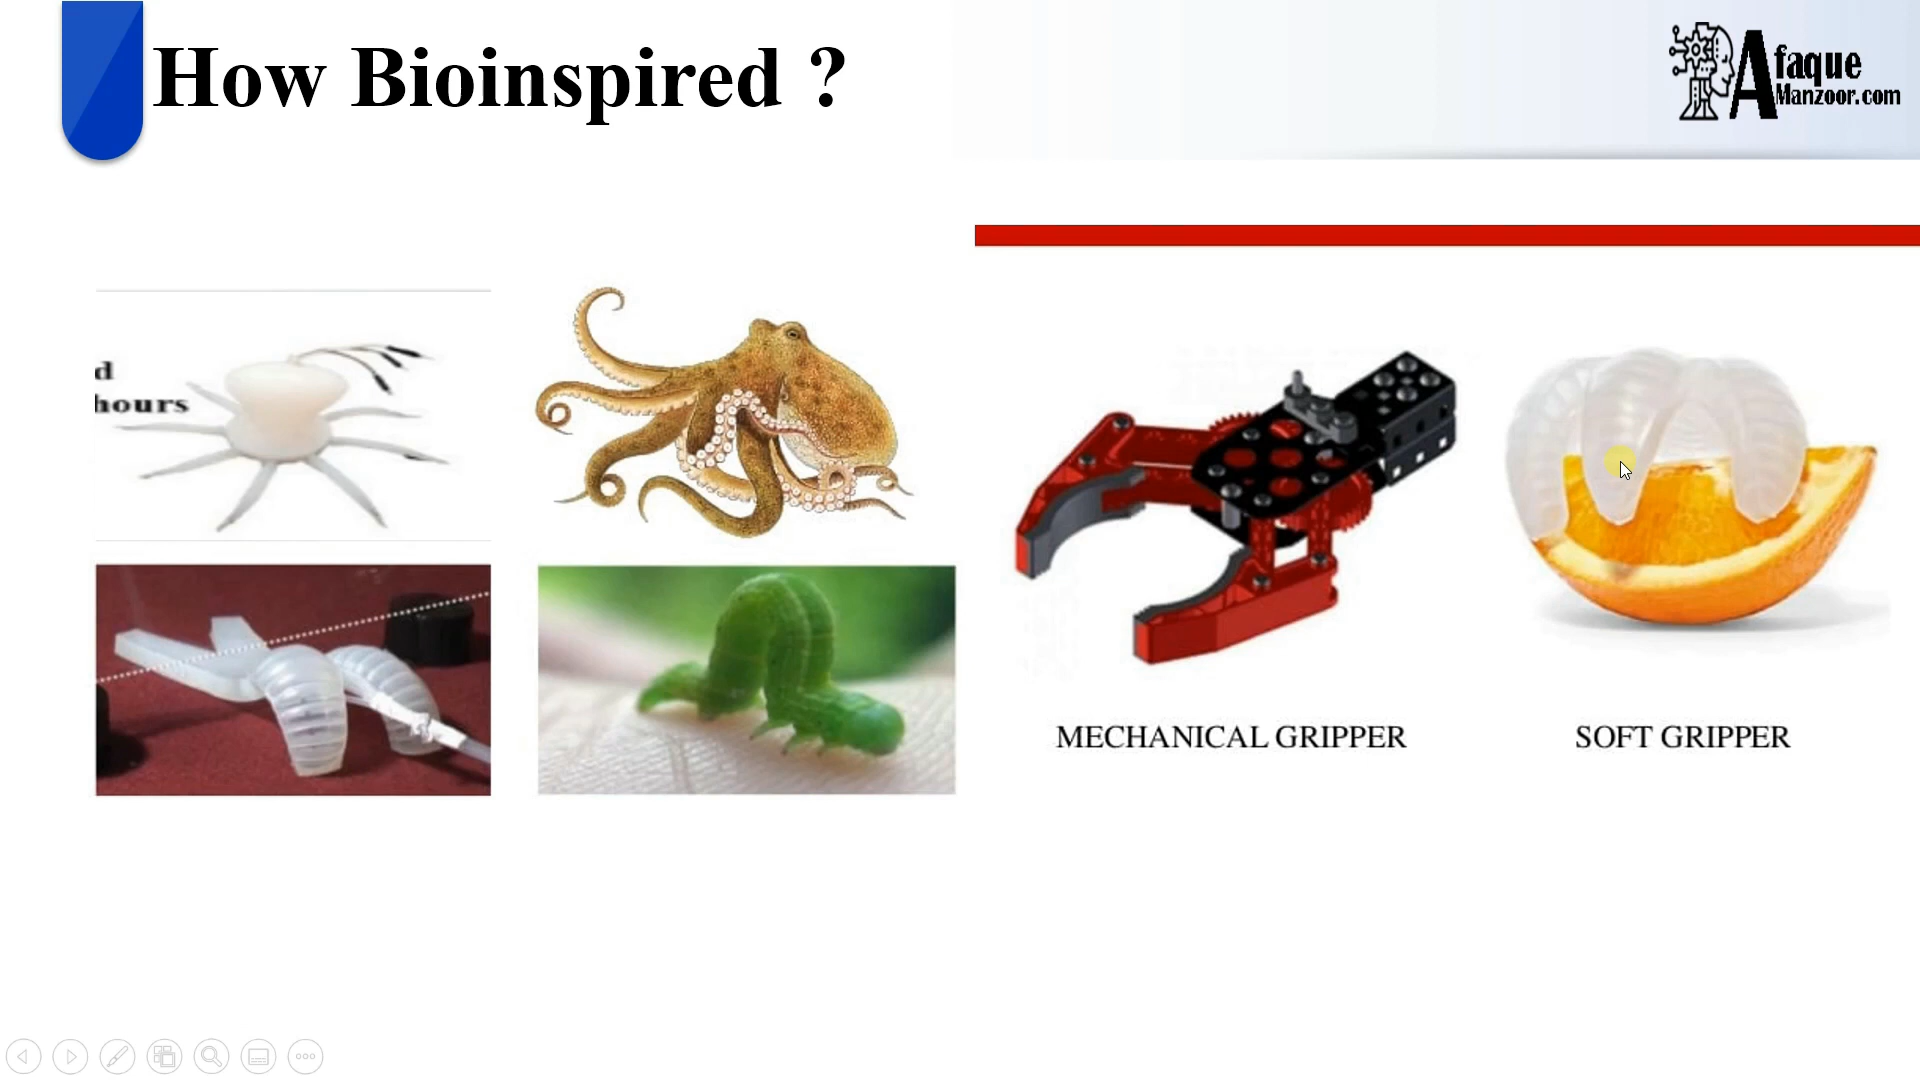 How Bioinspired ?
Afaque
Manzoor.com
d
hours
MECHANICAL GRIPPER
SOFT GRIPPER